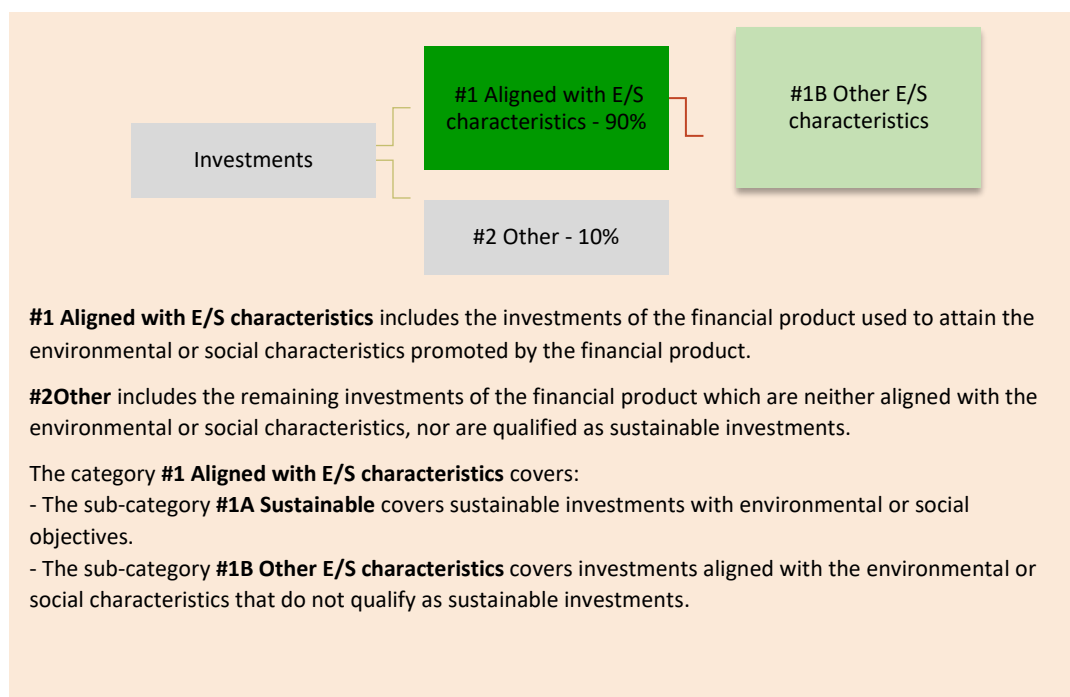 #1 Aligned with E/S
characteristics - 90%
#1B Other E/S
characteristics
Investments
#2 Other - 10%
#1 Aligned with E/S characteristics includes the investments of the financial product used to attain the
environmental or social characteristics promoted by the financial product.
#2Other includes the remaining investments of the financial product which are neither aligned with the
environmental or social characteristics, nor are qualified as sustainable investments.
The category #1 Aligned with E/S characteristics covers:
- The sub-category #1A Sustainable covers sustainable investments with environmental or social
objectives.
- The sub-category #1B Other E/S characteristics covers investments aligned with the environmental or
social characteristics that do not qualify as sustainable investments.